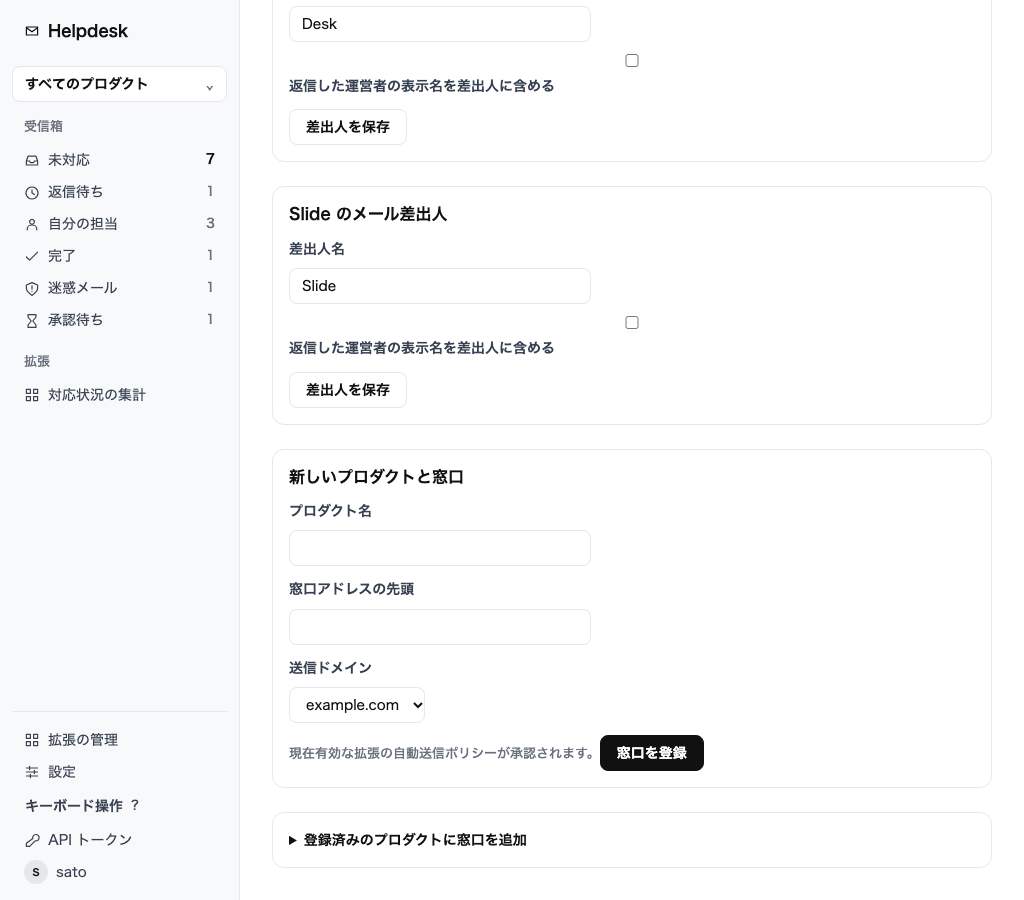 Helpdesk
すべてのプロダクト
受信箱
未対応 7
返信待ち 1
自分の担当 3
完了 1
迷惑メール 1
承認待ち 1
拡張
対応状況の集計
拡張の管理
設定
キーボード操作 ?
API トークン
S sato
Desk
返信した運営者の表示名を差出人に含める
差出人を保存
Slide のメール差出人
差出人名
Slide
返信した運営者の表示名を差出人に含める
差出人を保存
新しいプロダクトと窓口
プロダクト名
窓口アドレスの先頭
送信ドメイン
example.com
現在有効な拡張の自動送信ポリシーが承認されます。 窓口を登録
登録済みのプロダクトに窓口を追加